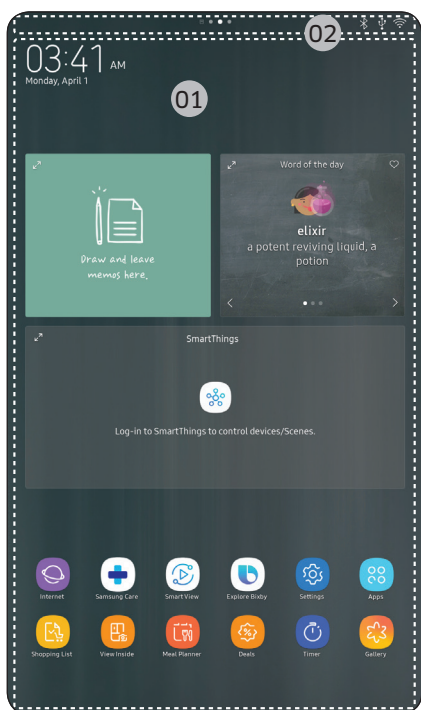 02
03:41 AM
Monday, April 1
01
Draw and leave
memos here.
Word of the day
elixir
a potent reviving liquid, a
potion
SmartThings
Log-in to SmartThings to control devices/Scenes.
Internet
Samsung Care
Smart View
Explore Bixby
Settings
Apps
Shopping List
View Inside
Meal Planner
Deals
Timer
Gallery